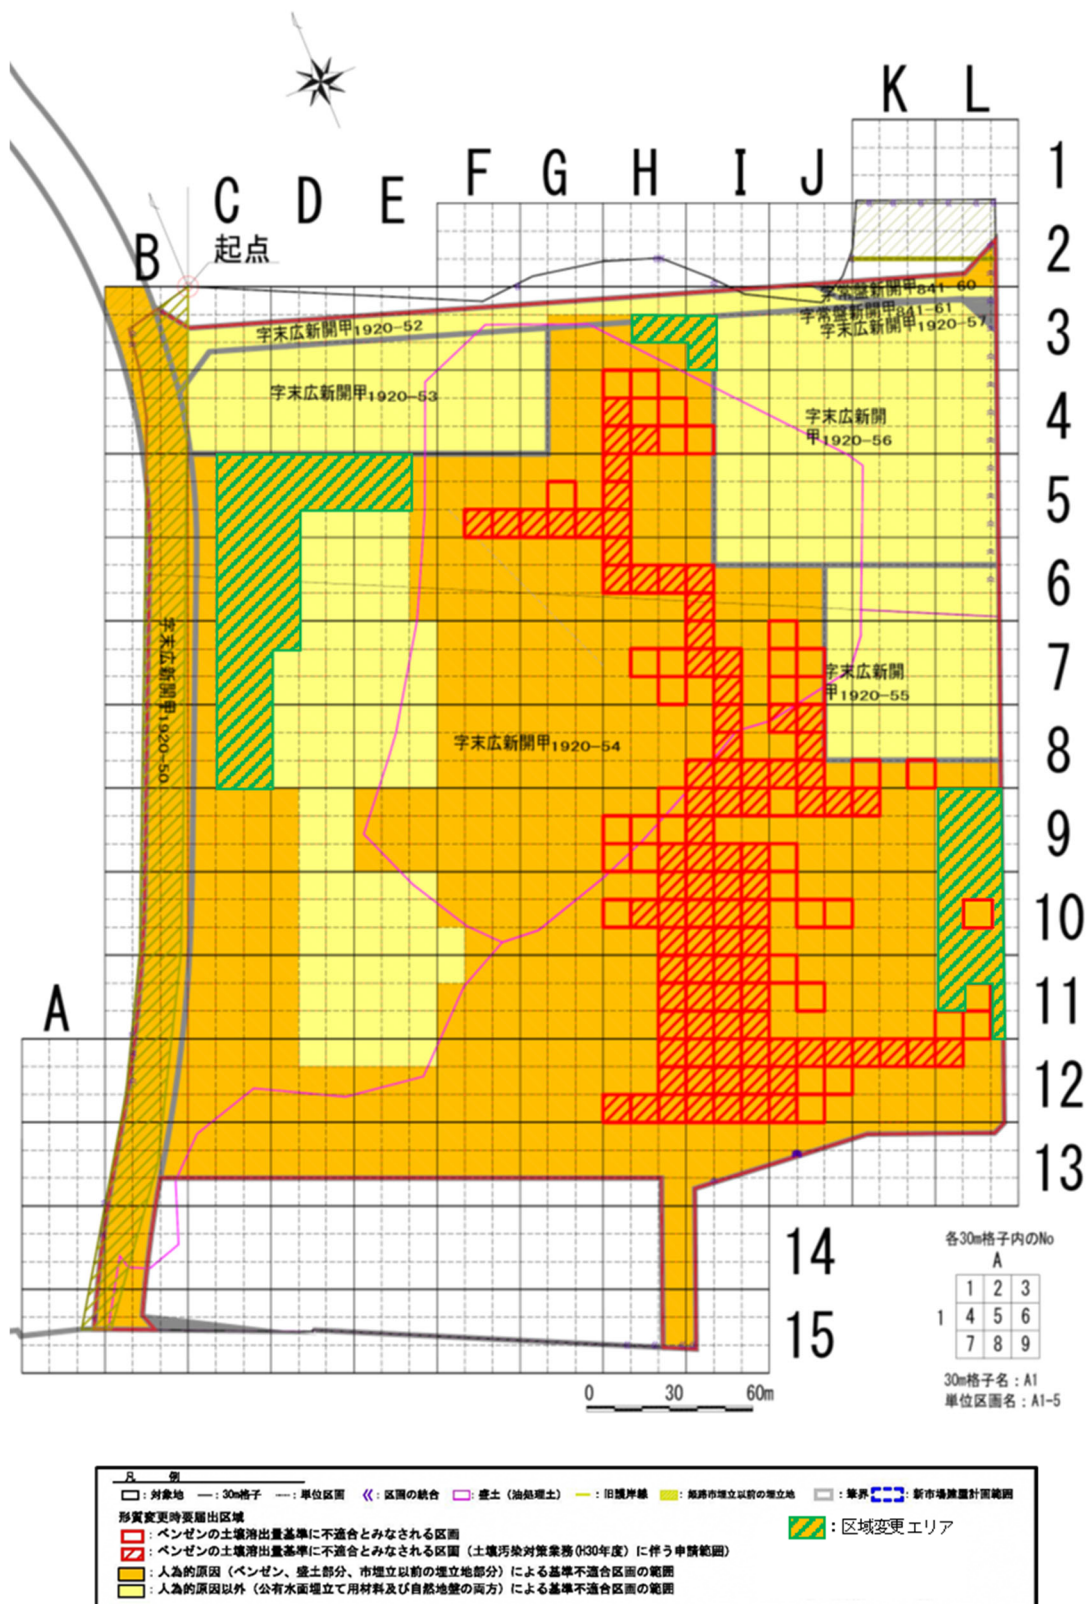 K L
1
F G H I J
C D E
2
B 起点
字常盤新開甲841-60
字常盤新開甲841-61
字末広新開甲1920-57
字末広新開甲1920-52
3
字末広新開甲1920-53
字末広新開
甲1920-56
4
5
6
字末広新開甲1920-50
7
字末広新開
甲1920-55
字末広新開甲1920-54
8
9
10
A
11
12
13
14
15
各30m格子内のNo
A
1 2 3
1 4 5 6
7 8 9
30m格子名：A1
単位区画名：A1-5
0 30 60m
凡 例
：対象地 ：30m格子 ：単位区画 ：区画の統合 ：盛土（油処理土） ：旧護岸線 ：姫路市埋立以前の埋立地 ：筆界 ：新市場建設計画範囲
形質変更時要届出区域
：ベンゼンの土壌溶出量基準に不適合とみなされる区画
：区域変更エリア
：ベンゼンの土壌溶出量基準に不適合とみなされる区画（土壌汚染対策業務(H30年度）に伴う申請範囲）
：人為的原因（ベンゼン、盛土部分、市埋立以前の埋立地部分）による基準不適合区画の範囲
：人為的原因以外（公有水面埋立て用材料及び自然地盤の両方）による基準不適合区画の範囲